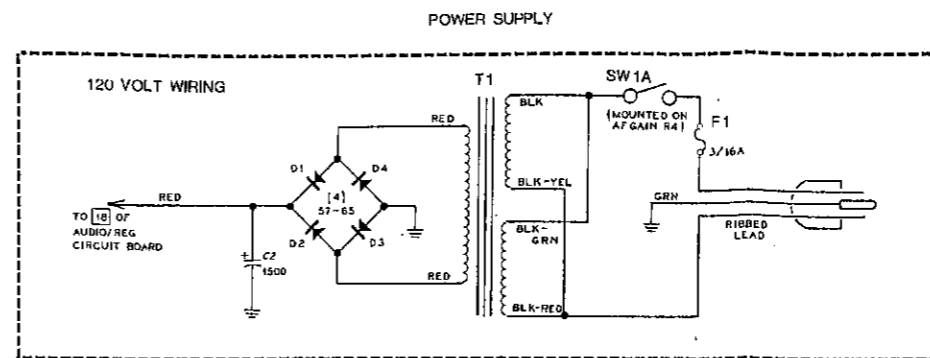 POWER SUPPLY
120 VOLT WIRING
T1
SW1A
BLK
(MOUNTED ON
AF GAIN R4)
F1
3/16A
RED
D1
D4
[4]
57-65
D2
D3
RED
TO 18 OF
AUDIO/REG
CIRCUIT BOARD
+
C2
1500
RED
BLK-YEL
BLK-
GRN
BLK-RED
GRN
RIBBED
LEAD